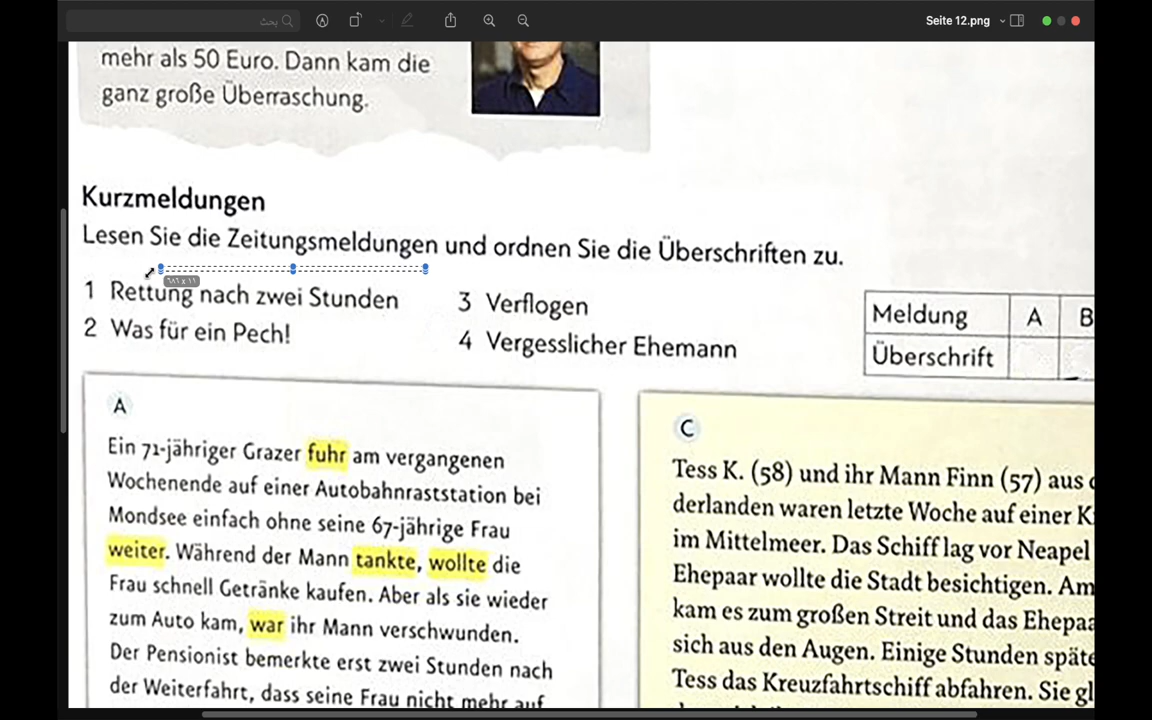 بحث
Seite 12.png
mehr als 50 Euro. Dann kam die
ganz große Überraschung.
Kurzmeldungen
Lesen Sie die Zeitungsmeldungen und ordnen Sie die Überschriften zu.
1 Rettung nach zwei Stunden
2 Was für ein Pech!
3 Verflogen
4 Vergesslicher Ehemann
Meldung A B
Überschrift
A
Ein 71-jähriger Grazer fuhr am vergangenen
Wochenende auf einer Autobahnraststation bei
Mondsee einfach ohne seine 67-jährige Frau
weiter. Während der Mann tankte, wollte die
Frau schnell Getränke kaufen. Aber als sie wieder
zum Auto kam, war ihr Mann verschwunden.
Der Pensionist bemerkte erst zwei Stunden nach
der Weiterfahrt, dass seine Frau nicht mehr auf
C
Tess K. (58) und ihr Mann Finn (57) aus
derlanden waren letzte Woche auf einer K
im Mittelmeer. Das Schiff lag vor Neapel
Ehepaar wollte die Stadt besichtigen. Am
kam es zum großen Streit und das Ehepaa
sich aus den Augen. Einige Stunden späte
Tess das Kreuzfahrtschiff abfahren. Sie gl